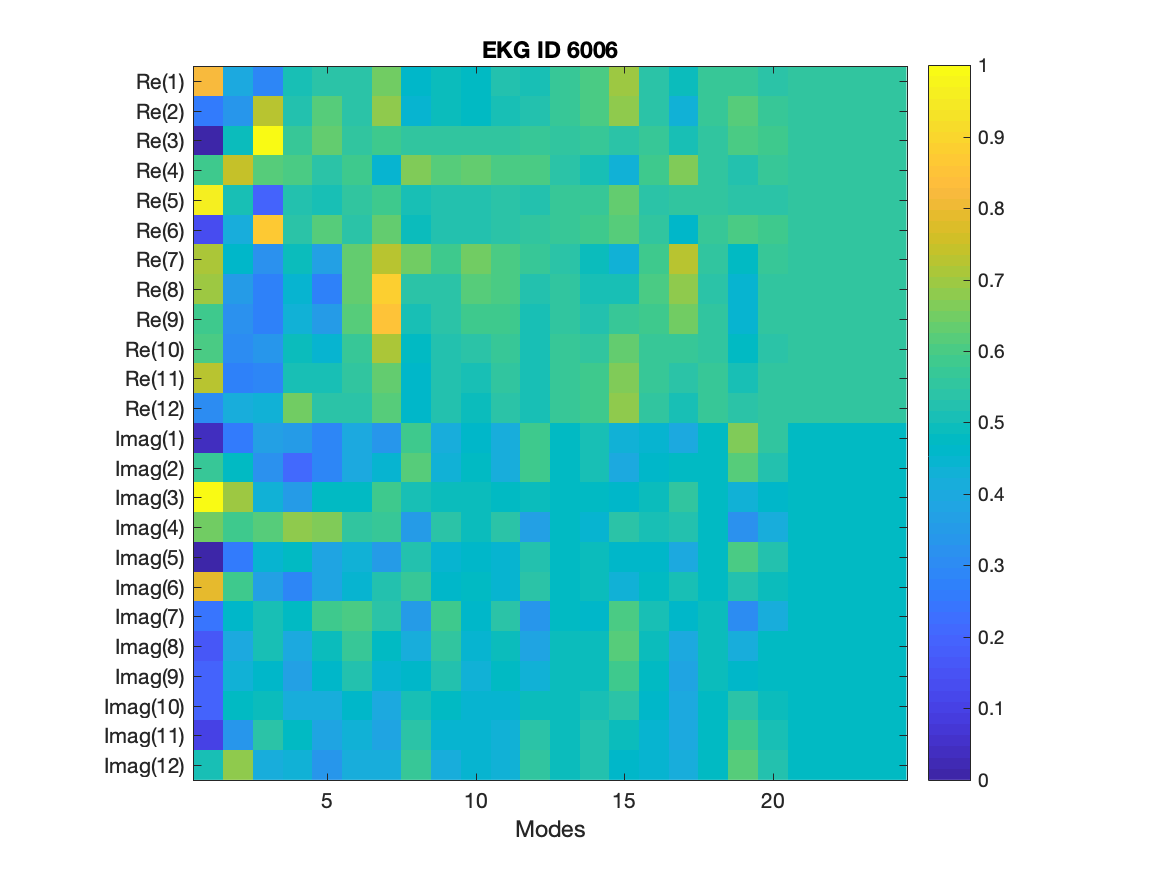 EKG ID 6006
Re(1)
Re(2)
Re(3)
Re(4)
Re(5)
Re(6)
Re(7)
Re(8)
Re(9)
Re(10)
Re(11)
Re(12)
Imag(1)
Imag(2)
Imag(3)
Imag(4)
Imag(5)
Imag(6)
Imag(7)
Imag(8)
Imag(9)
Imag(10)
Imag(11)
Imag(12)
5 10 15 20
Modes
1
0.9
0.8
0.7
0.6
0.5
0.4
0.3
0.2
0.1
0